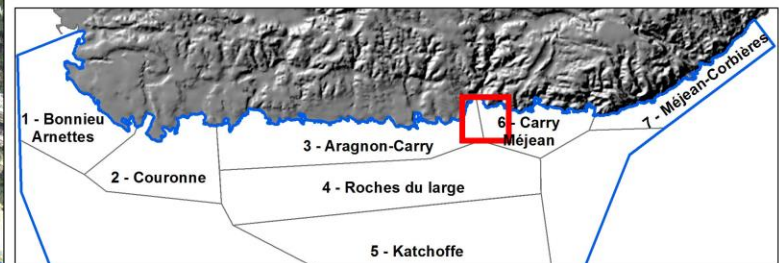 1 - Bonnieu
Arnettes
2 - Couronne
3 - Aragnon-Carry
4 - Roches du large
5 - Katchoffe
6 - Carry
Méjean
7 - Méjean-Corbières